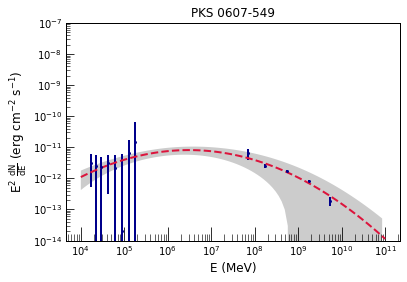 PKS 0607-549
E² dN/dE (erg cm⁻² s⁻¹)
10⁻⁷
10⁻⁸
10⁻⁹
10⁻¹⁰
10⁻¹¹
10⁻¹²
10⁻¹³
10⁻¹⁴
10⁴ 10⁵ 10⁶ 10⁷ 10⁸ 10⁹ 10¹⁰ 10¹¹
E (MeV)